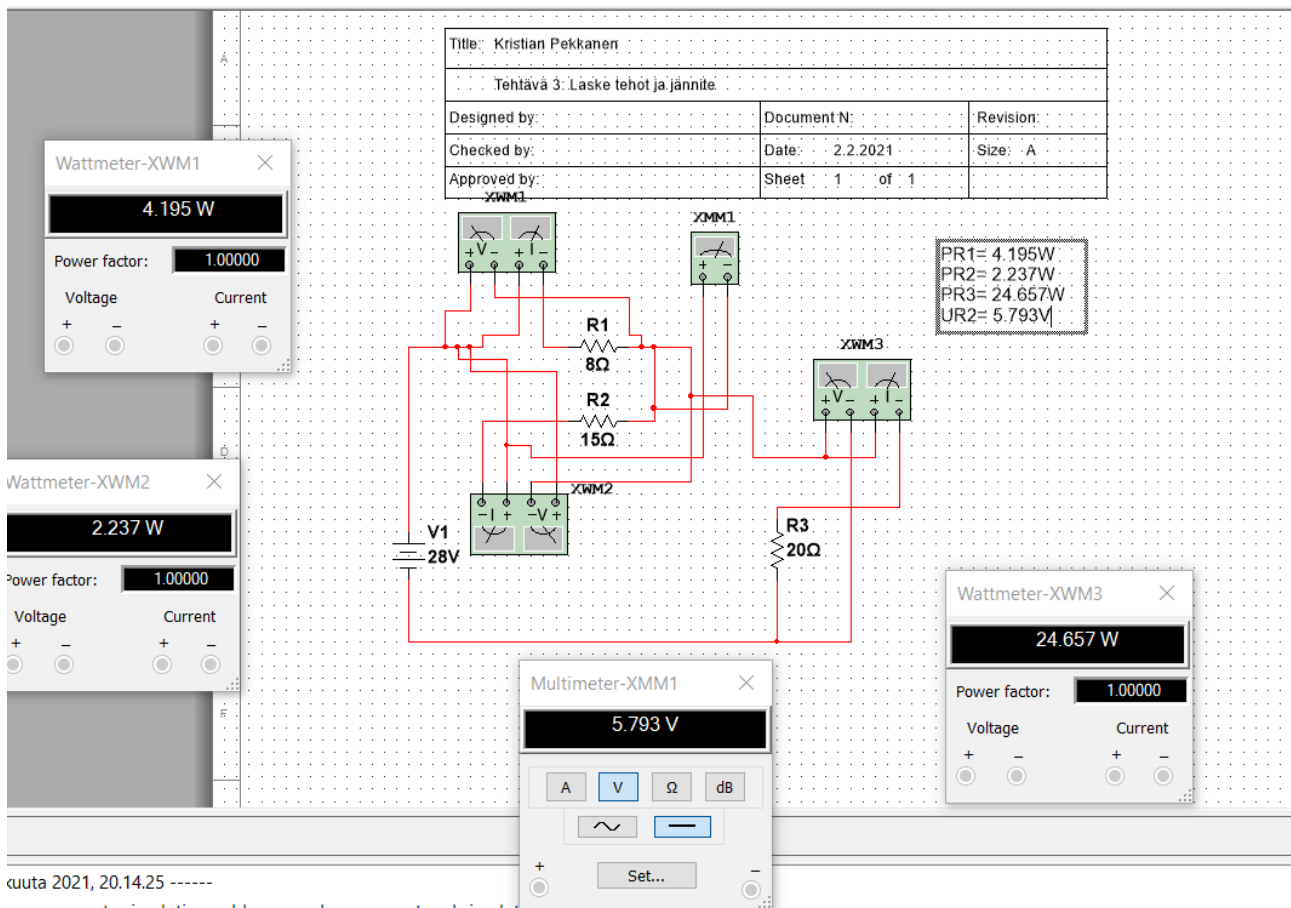 Title: Kristian Pekkanen
Tehtävä 3: Laske tehot ja jännite
Designed by:
Document N:
Revision:
Checked by:
Date: 2.2.2021
Size: A
Approved by:
Sheet 1 of 1
A
D
F
Wattmeter-XWM1
4.195 W
Power factor: 1.00000
Voltage Current
+ − + −
XWM1
+V− +I−
XMM1
+ −
PR1= 4.195W
PR2= 2.237W
PR3= 24.657W
UR2= 5.793V
R1
8Ω
R2
15Ω
XWM3
+V− +I−
Wattmeter-XWM2
2.237 W
Power factor: 1.00000
Voltage Current
+ − + −
XWM2
−I+ −V+
V1
28V
R3
20Ω
Wattmeter-XWM3
24.657 W
Power factor: 1.00000
Voltage Current
+ − + −
Multimeter-XMM1
5.793 V
A V Ω dB
+ Set... −
kuuta 2021, 20.14.25 ------